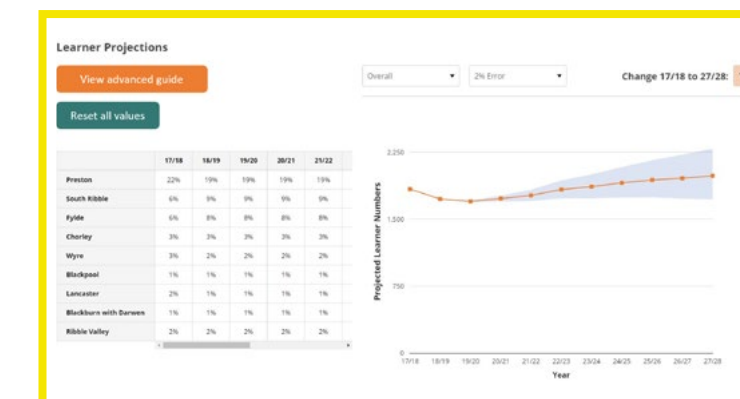 Learner Projections
View advanced guide
Reset all values
Overall
2% Error
Change 17/18 to 27/28:
17/18 18/19 19/20 20/21 21/22
Preston 22% 19% 19% 19% 19%
South Ribble 6% 9% 9% 9% 9%
Fylde 6% 8% 8% 8% 8%
Chorley 3% 3% 3% 3% 3%
Wyre 3% 2% 2% 2% 2%
Blackpool 1% 1% 1% 1% 1%
Lancaster 2% 1% 1% 1% 1%
Blackburn with Darwen 1% 1% 1% 1% 1%
Ribble Valley 2% 2% 2% 2% 2%
Projected Learner Numbers
2,250
1,500
750
0
17/18 18/19 19/20 20/21 21/22 22/23 23/24 24/25 25/26 26/27 27/28
Year